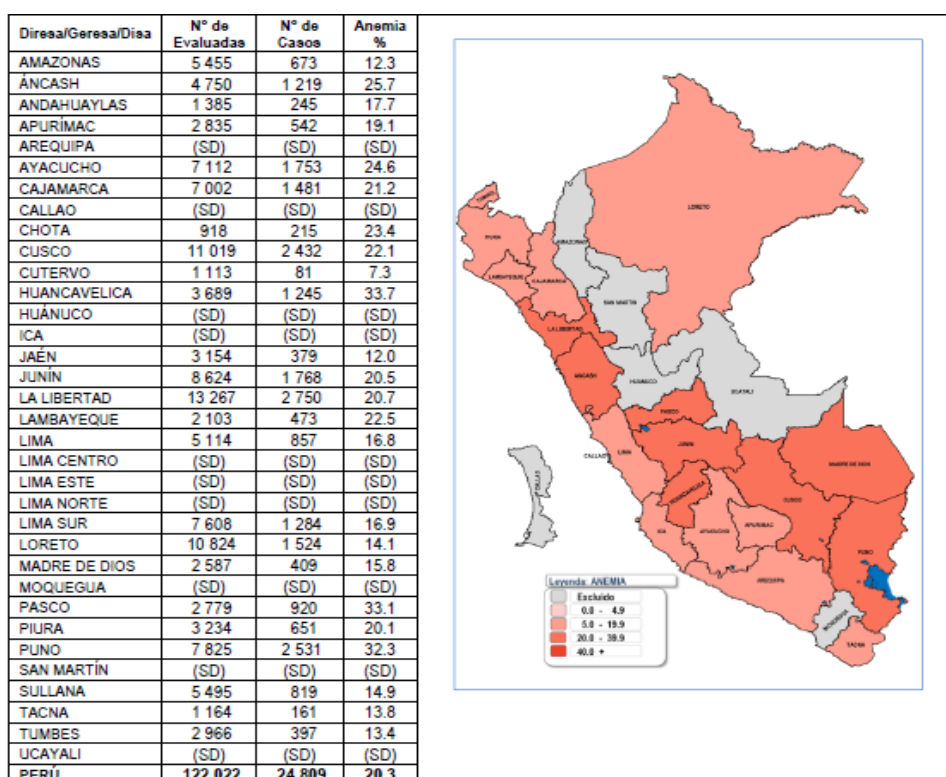 Diresa/Geresa/Disa N° de Evaluadas N° de Casos Anemia %
AMAZONAS 5 455 673 12.3
ÁNCASH 4 750 1 219 25.7
ANDAHUAYLAS 1 385 245 17.7
APURÍMAC 2 835 542 19.1
AREQUIPA (SD) (SD) (SD)
AYACUCHO 7 112 1 753 24.6
CAJAMARCA 7 002 1 481 21.2
CALLAO (SD) (SD) (SD)
CHOTA 918 215 23.4
CUSCO 11 019 2 432 22.1
CUTERVO 1 113 81 7.3
HUANCAVELICA 3 689 1 245 33.7
HUÁNUCO (SD) (SD) (SD)
ICA (SD) (SD) (SD)
JAÉN 3 154 379 12.0
JUNÍN 8 624 1 768 20.5
LA LIBERTAD 13 267 2 750 20.7
LAMBAYEQUE 2 103 473 22.5
LIMA 5 114 857 16.8
LIMA CENTRO (SD) (SD) (SD)
LIMA ESTE (SD) (SD) (SD)
LIMA NORTE (SD) (SD) (SD)
LIMA SUR 7 608 1 284 16.9
LORETO 10 824 1 524 14.1
MADRE DE DIOS 2 587 409 15.8
MOQUEGUA (SD) (SD) (SD)
PASCO 2 779 920 33.1
PIURA 3 234 651 20.1
PUNO 7 825 2 531 32.3
SAN MARTÍN (SD) (SD) (SD)
SULLANA 5 495 819 14.9
TACNA 1 164 161 13.8
TUMBES 2 966 397 13.4
UCAYALI (SD) (SD) (SD)
PERÚ 122 022 24 809 20.3
TUMBES
LORETO
PIURA
AMAZONAS
LAMBAYEQUE
CAJAMARCA
SAN MARTIN
LA LIBERTAD
ANCASH
HUANUCO
UCAYALI
PASCO
JUNIN
CALLAO
LIMA
MADRE DE DIOS
CALLAO
HUANCAVELICA
CUSCO
ICA
AYACUCHO
APURIMAC
PUNO
AREQUIPA
MOQUEGUA
TACNA
Leyenda: ANEMIA
Excluido
0.0 - 4.9
5.0 - 19.9
20.0 - 39.9
40.0 +